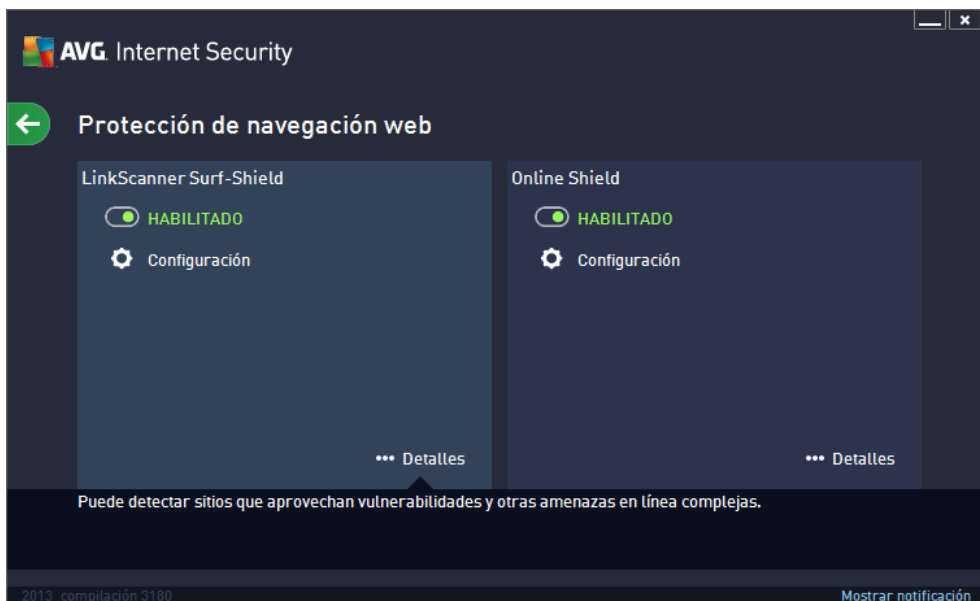 AVG. Internet Security
Protección de navegación web
LinkScanner Surf-Shield
HABILITADO
Configuración
••• Detalles
Online Shield
HABILITADO
Configuración
••• Detalles
Puede detectar sitios que aprovechan vulnerabilidades y otras amenazas en línea complejas.
2013 compilación 3180
Mostrar notificación